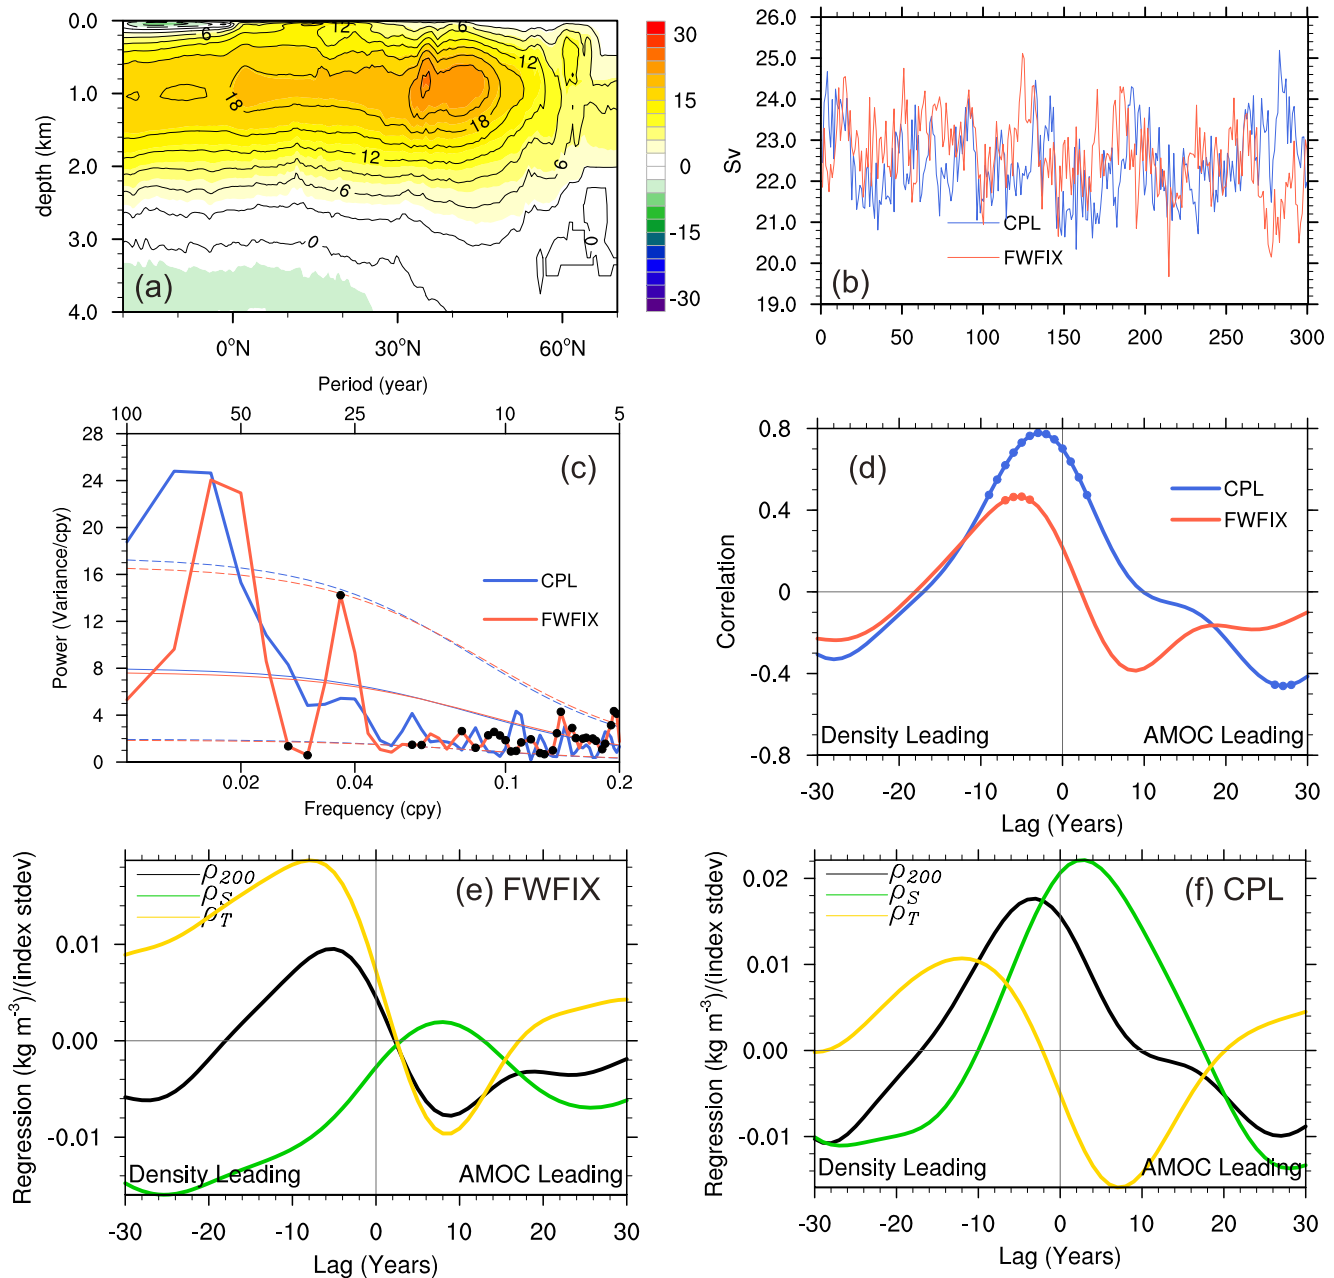 0.0
1.0
2.0
3.0
4.0
depth (km)
0°N
30°N
60°N
6
12
6
12
18
18
12
6
6
0
0
(a)
30
15
0
-15
-30
26.0
25.0
24.0
23.0
22.0
21.0
20.0
19.0
Sv
CPL
FWFIX
(b)
0
50
100
150
200
250
300
Period (year)
100
50
25
10
5
28
24
20
16
12
8
4
0
Power (Variance/cpy)
(c)
CPL
FWFIX
0.02
0.04
0.1
0.2
Frequency (cpy)
0.8
0.4
0
-0.4
-0.8
Correlation
(d)
CPL
FWFIX
Density Leading
AMOC Leading
-30
-20
-10
0
10
20
30
Lag (Years)
0.01
0.00
-0.01
Regression (kg m-3)/(index stdev)
ρ200
ρS
ρT
(e) FWFIX
Density Leading
AMOC Leading
-30
-20
-10
0
10
20
30
Lag (Years)
0.02
0.01
0.00
-0.01
Regression (kg m-3)/(index stdev)
ρ200
ρS
ρT
(f) CPL
Density Leading
AMOC Leading
-30
-20
-10
0
10
20
30
Lag (Years)